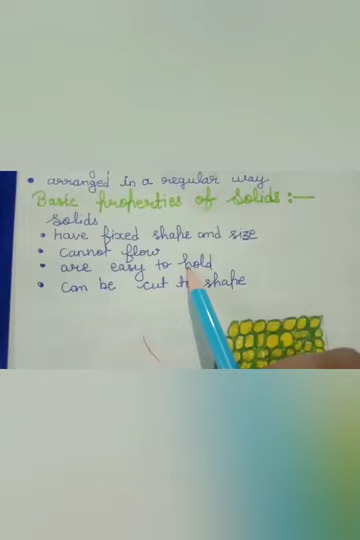 • arranged in a regular way
Basic properties of Solids :—
Solids
• have fixed shape and size
• cannot flow
• are easy to hold
• can be cut to shape